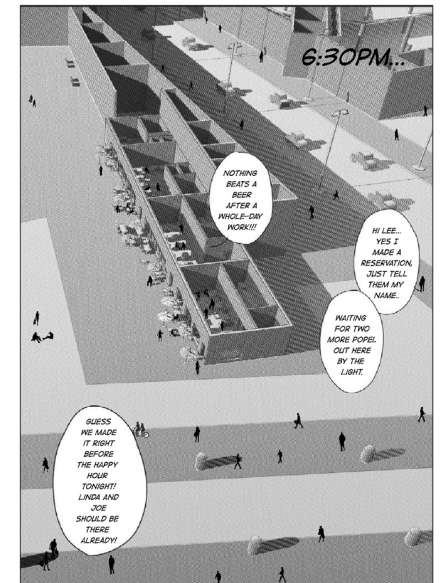 6:30PM...
NOTHING
BEATS A
BEER
AFTER A
WHOLE-DAY
WORK!!!
HI LEE...
YES I
MADE A
RESERVATION,
JUST TELL
THEM MY
NAME..
WAITING
FOR TWO
MORE POPEL
OUT HERE
BY THE
LIGHT.
GUESS
WE MADE
IT RIGHT
BEFORE
THE HAPPY
HOUR
TONIGHT!
LINDA AND
JOE
SHOULD BE
THERE
ALREADY!